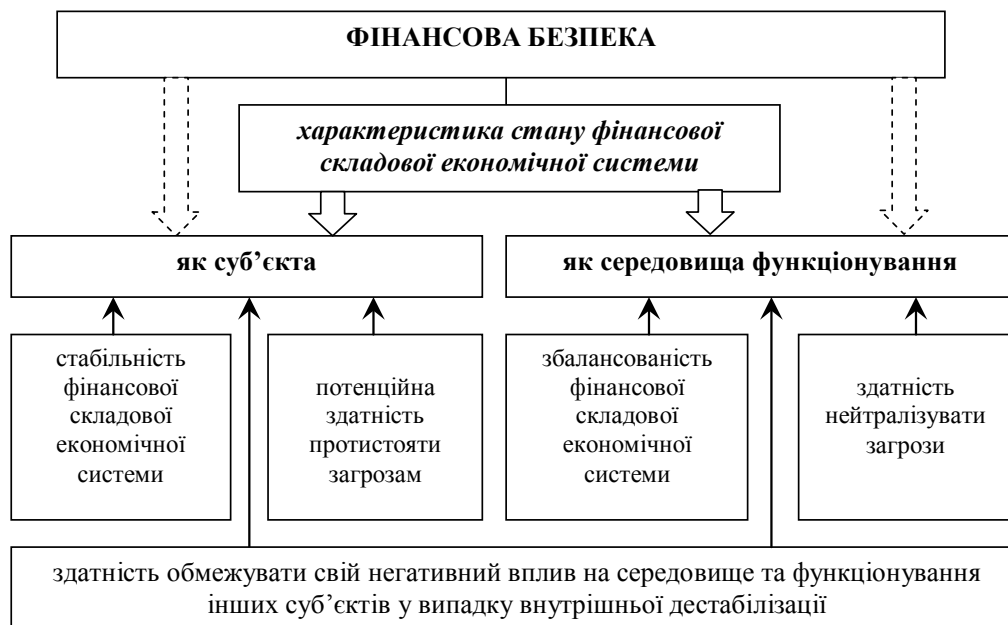 ФІНАНСОВА БЕЗПЕКА
характеристика стану фінансової
складової економічної системи
як суб’єкта
як середовища функціонування
стабільність
фінансової
складової
економічної
системи
потенційна
здатність
протистояти
загрозам
збалансованість
фінансової
складової
економічної
системи
здатність
нейтралізувати
загрози
здатність обмежувати свій негативний вплив на середовище та функціонування
інших суб’єктів у випадку внутрішньої дестабілізації